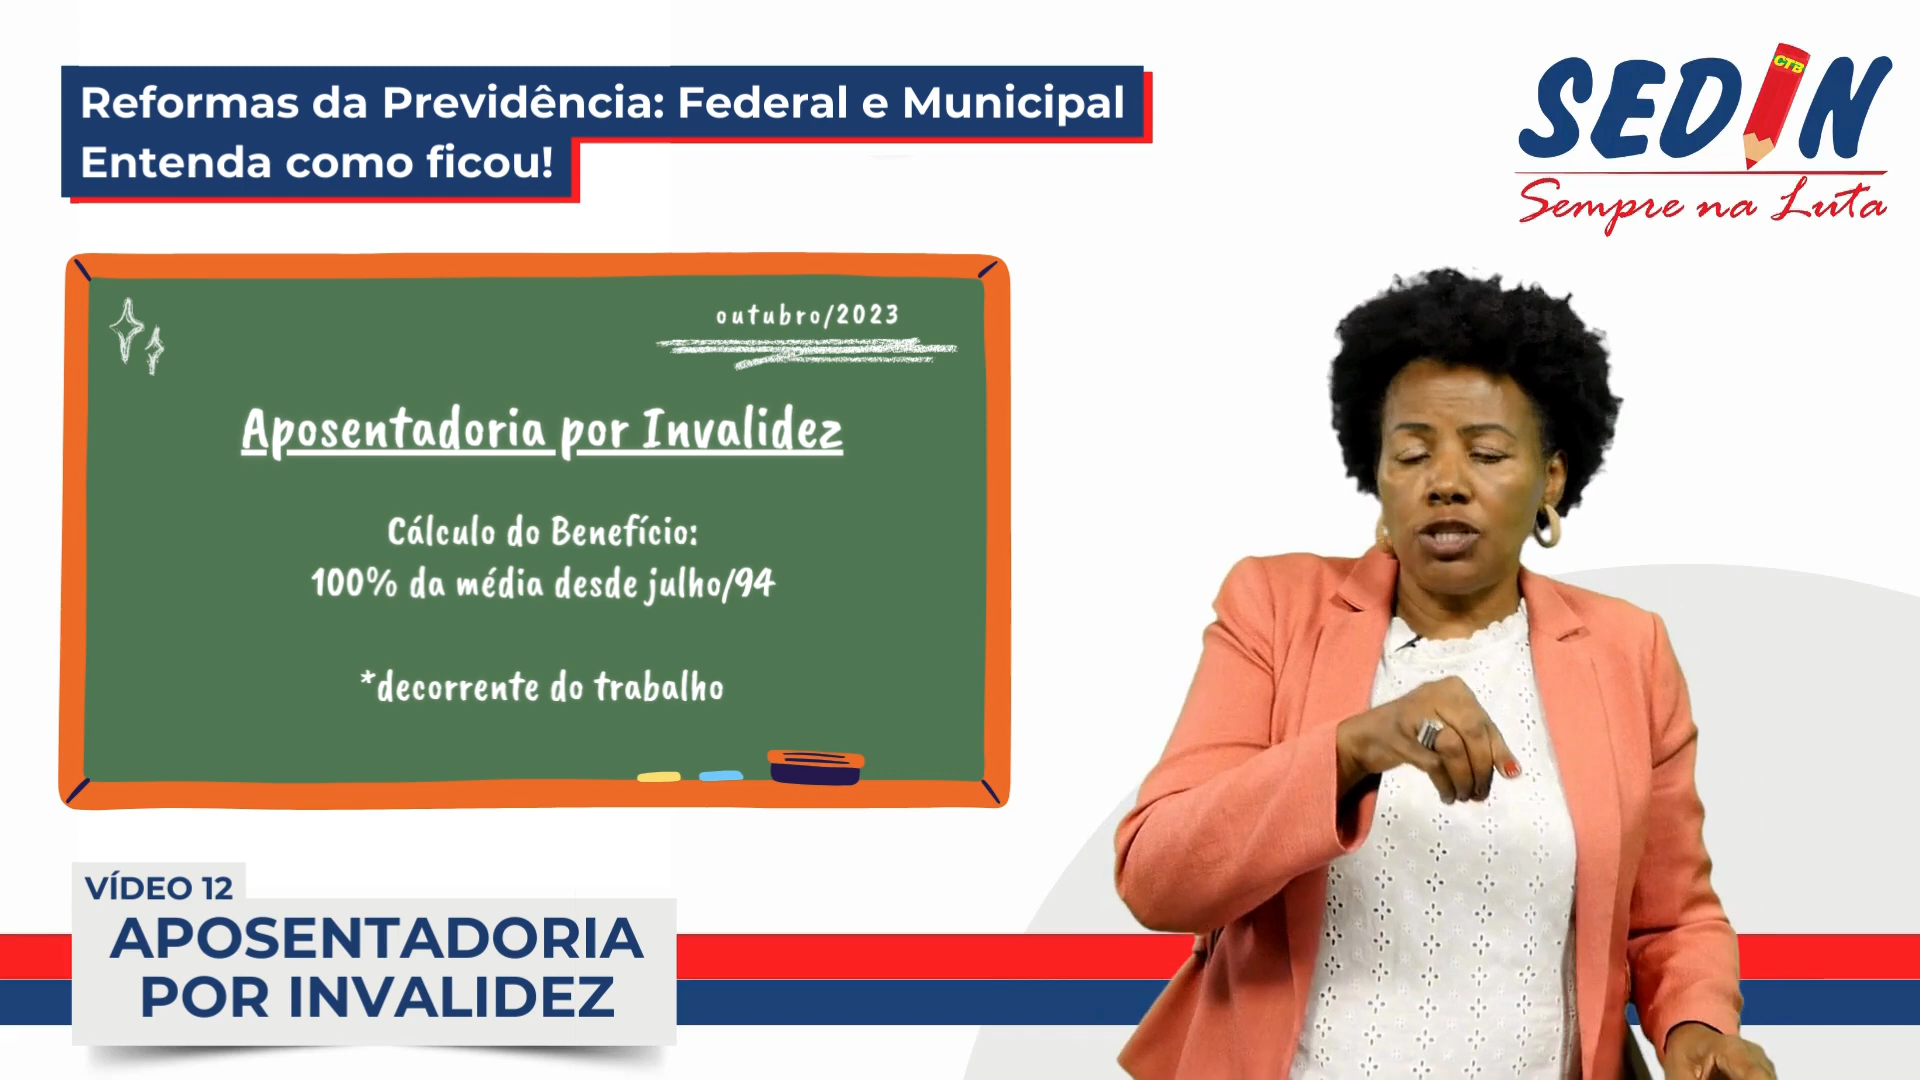 Reformas da Previdência: Federal e Municipal
Entenda como ficou!
SEDIN
CTB
Sempre na Luta
outubro/2023
Aposentadoria por Invalidez
Cálculo do Benefício:
100% da média desde julho/94
*decorrente do trabalho
VÍDEO 12
APOSENTADORIA
POR INVALIDEZ